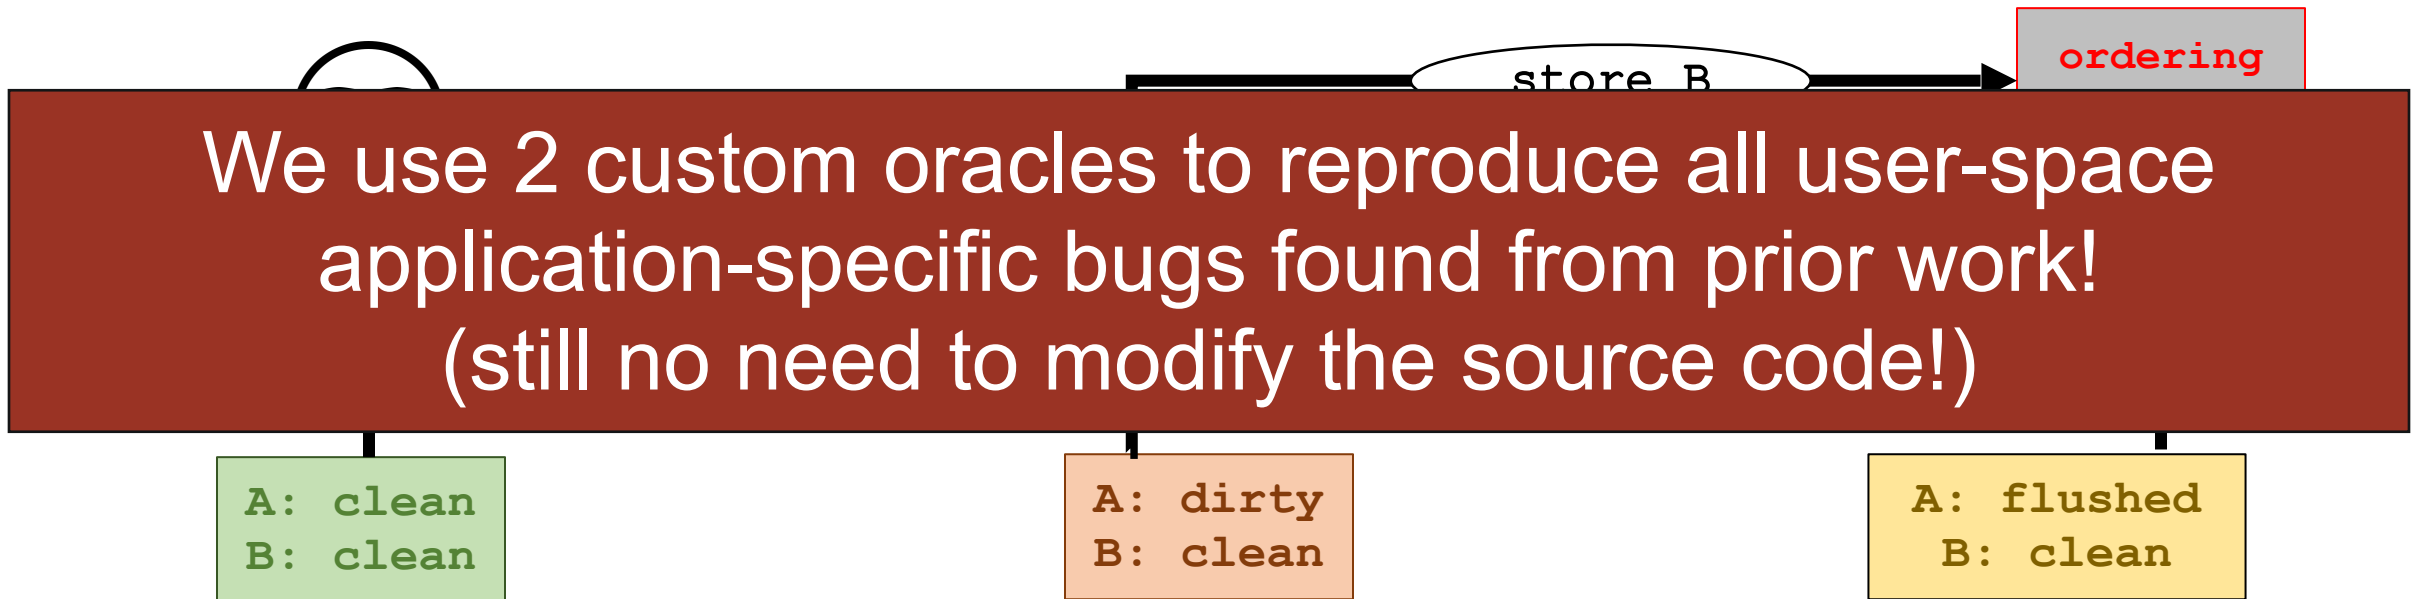 ordering
store B
We use 2 custom oracles to reproduce all user-space
application-specific bugs found from prior work!
(still no need to modify the source code!)
A: clean
B: clean
A: dirty
B: clean
A: flushed
B: clean